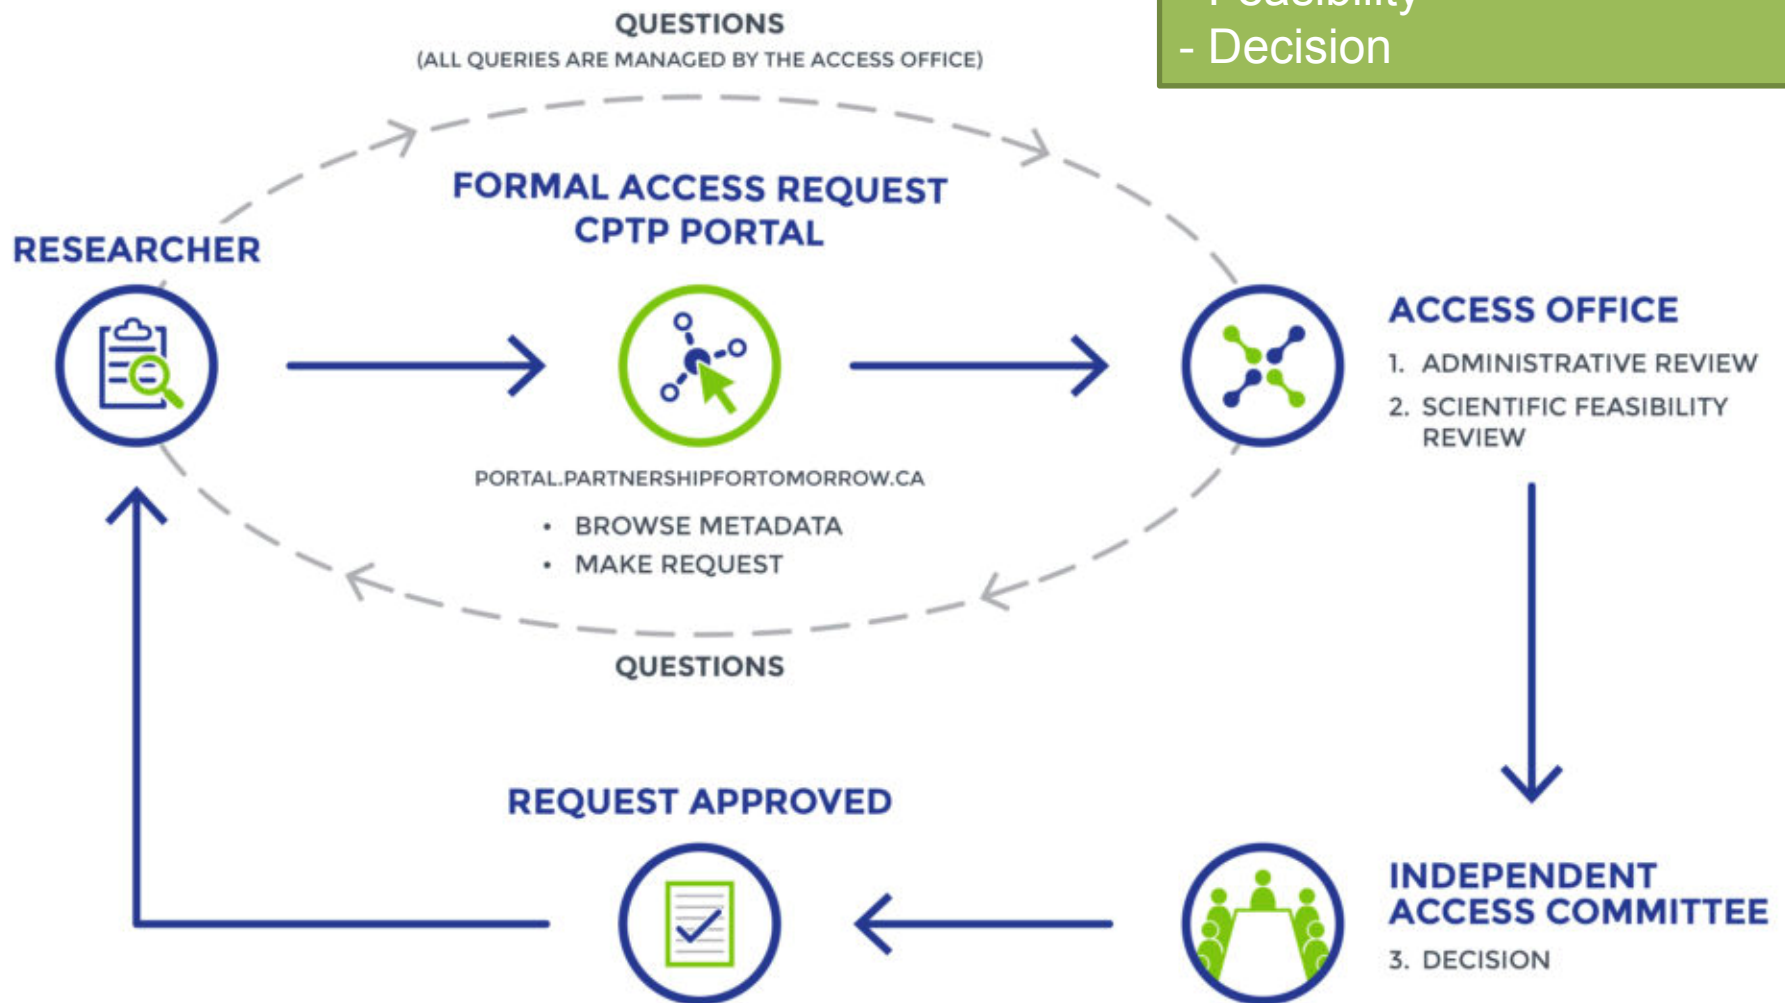 QUESTIONS
(ALL QUERIES ARE MANAGED BY THE ACCESS OFFICE)
Feasibility
- Decision
FORMAL ACCESS REQUEST
CPTP PORTAL
RESEARCHER
ACCESS OFFICE
1. ADMINISTRATIVE REVIEW
2. SCIENTIFIC FEASIBILITY
REVIEW
PORTAL.PARTNERSHIPFORTOMORROW.CA
• BROWSE METADATA
• MAKE REQUEST
QUESTIONS
REQUEST APPROVED
INDEPENDENT
ACCESS COMMITTEE
3. DECISION